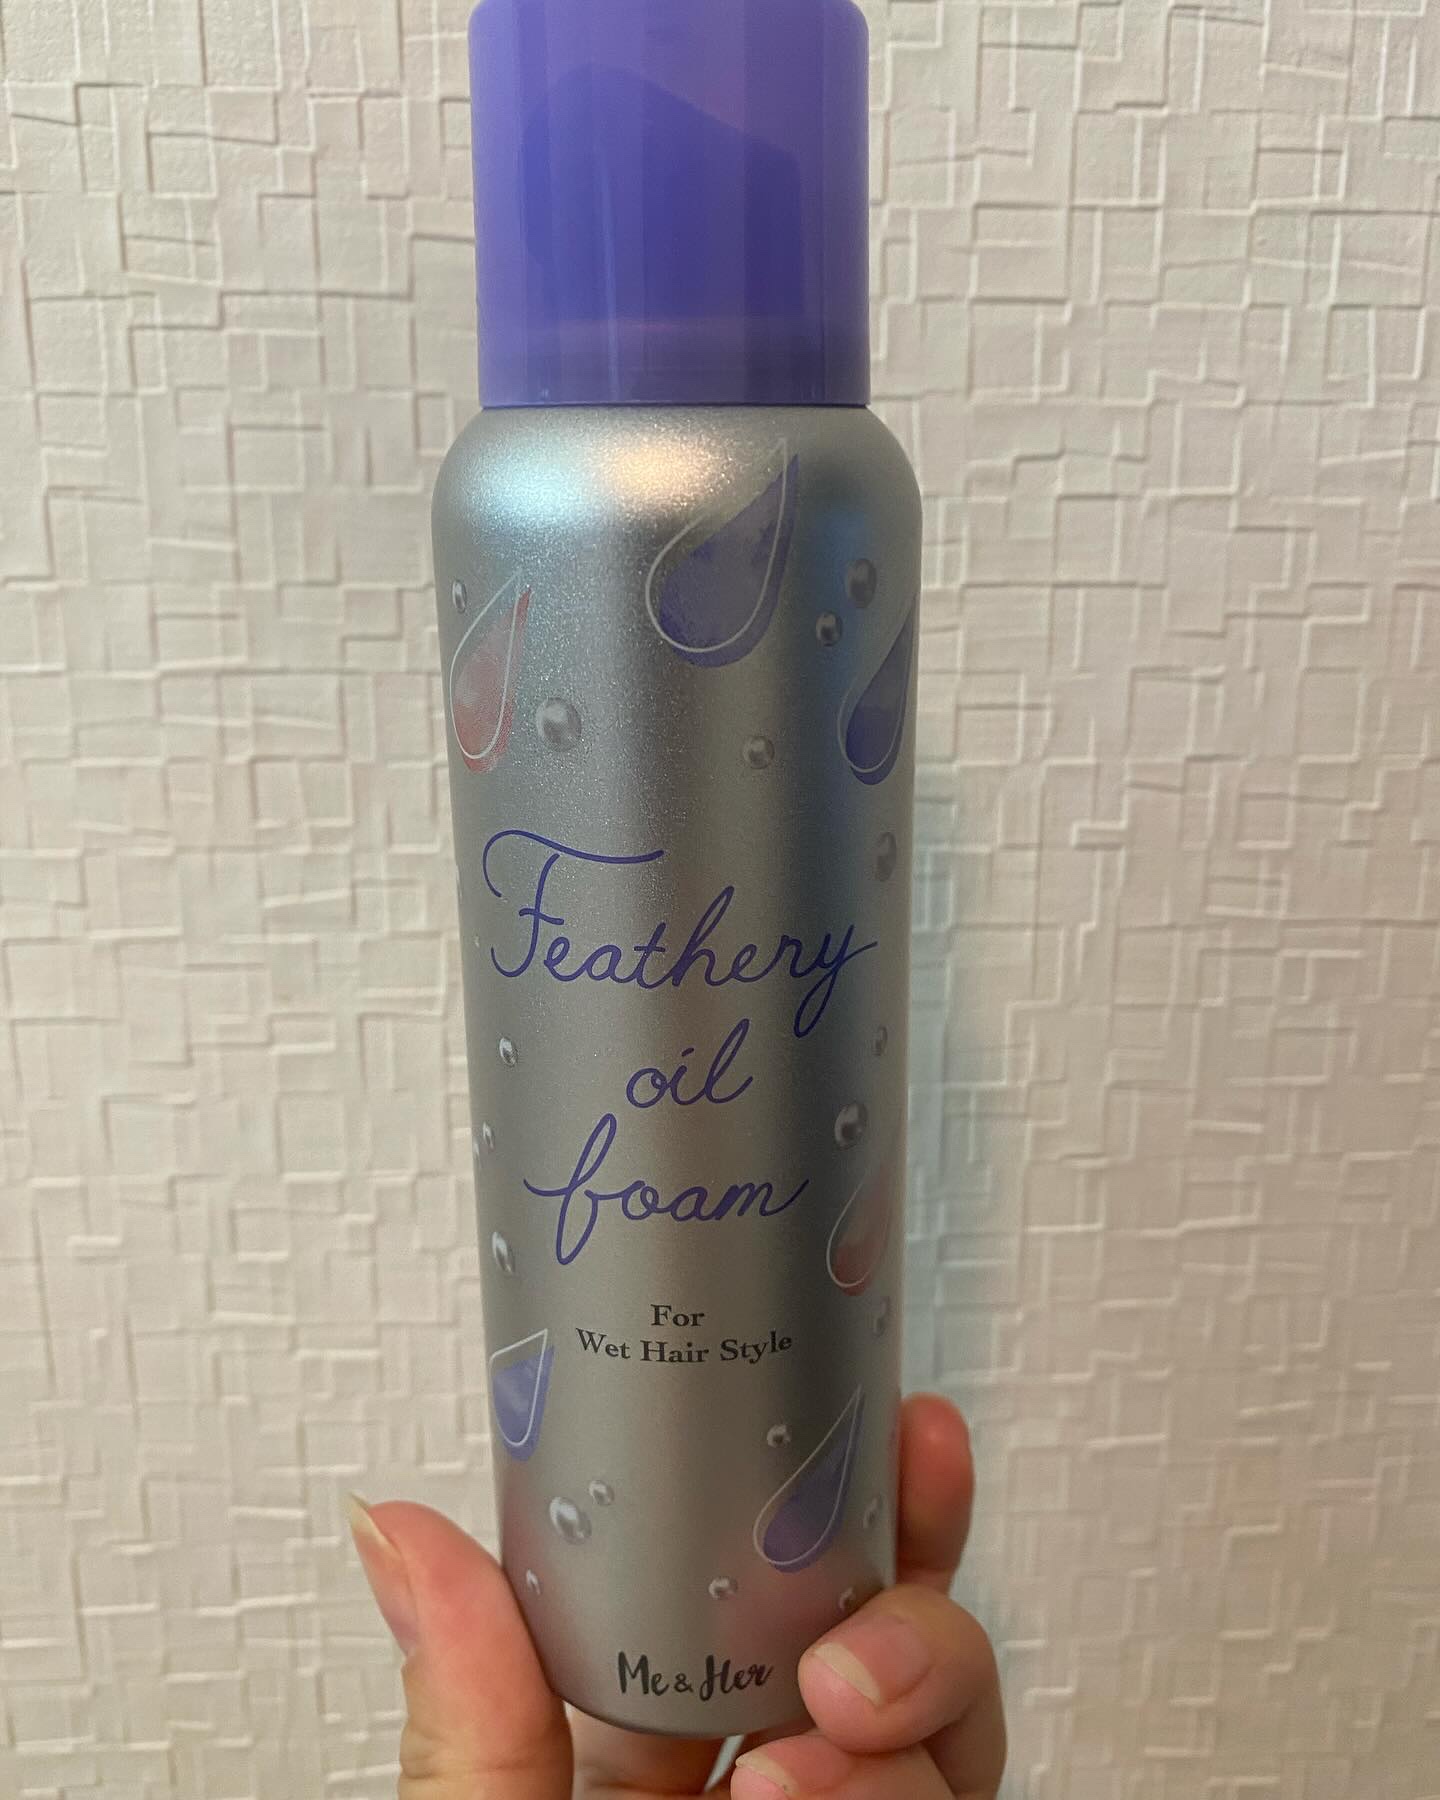 Feathery
oil
foam
For
Wet Hair Style
Me & Her